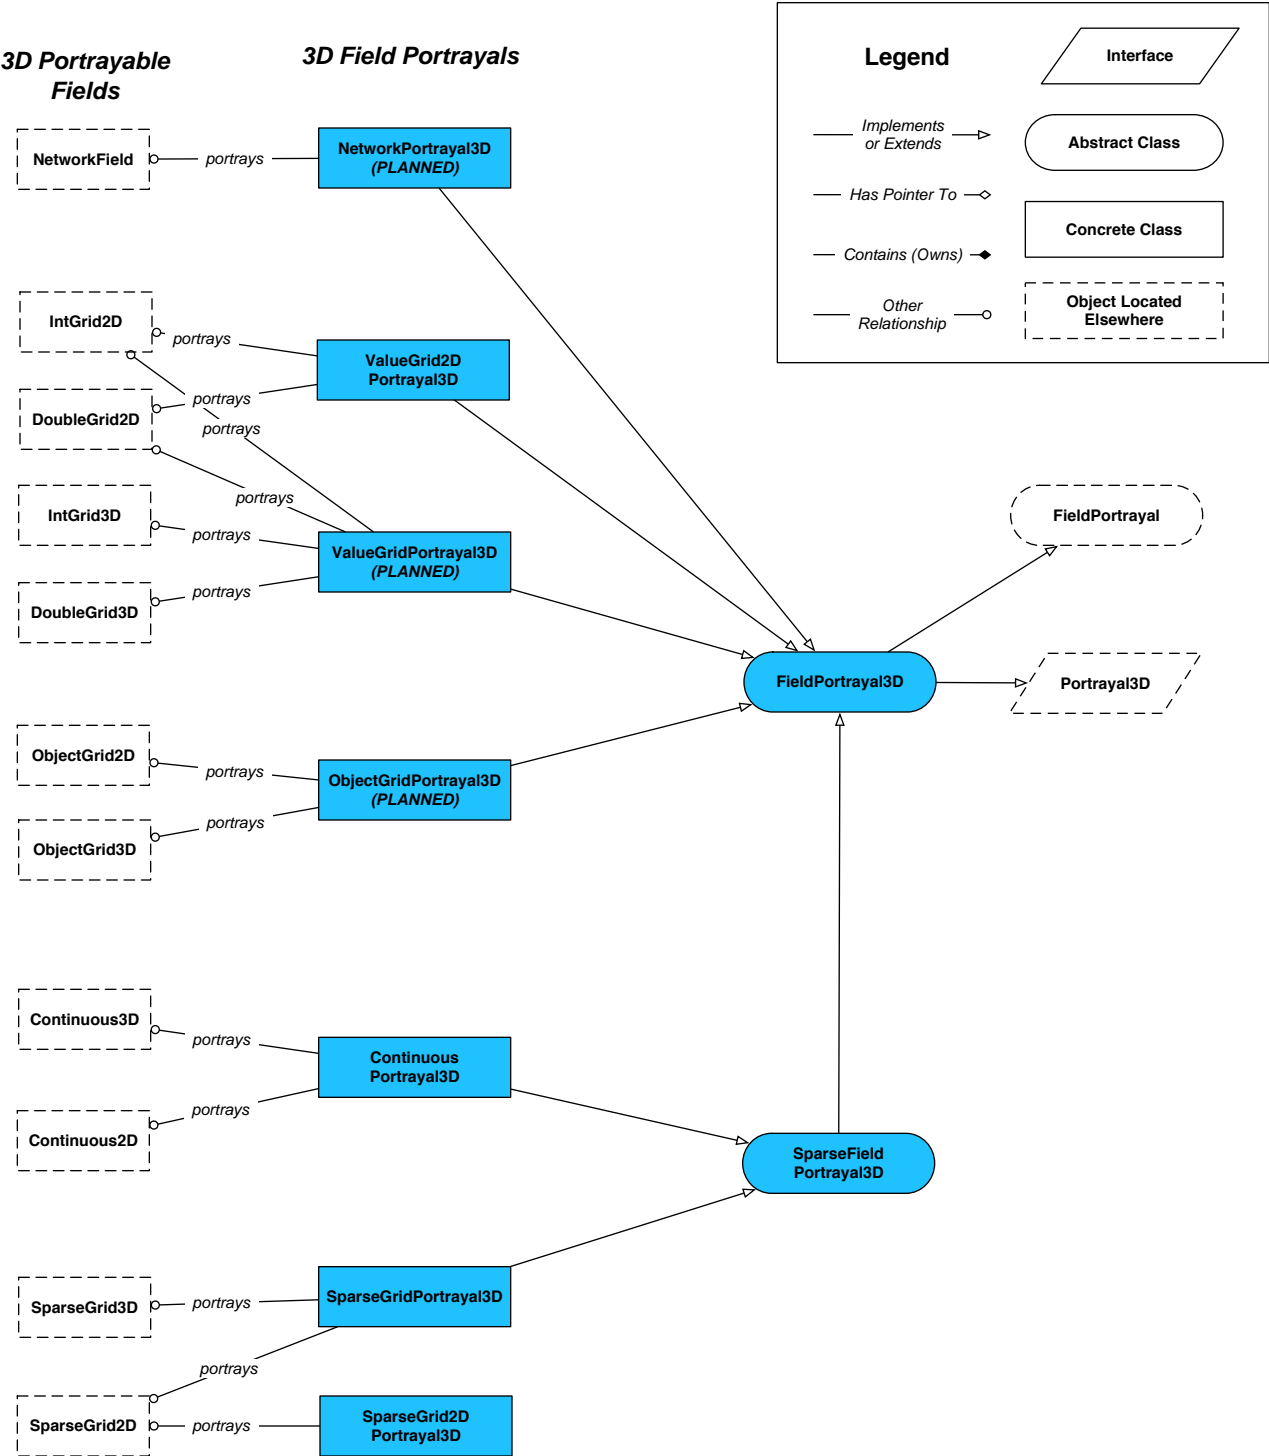 3D Portrayable
Fields
3D Field Portrayals
Legend
Interface
Implements
or Extends
Abstract Class
Has Pointer To
Concrete Class
Contains (Owns)
Other
Relationship
Object Located
Elsewhere
NetworkField
portrays
NetworkPortrayal3D
(PLANNED)
IntGrid2D
portrays
ValueGrid2D
Portrayal3D
DoubleGrid2D
portrays
portrays
portrays
IntGrid3D
portrays
ValueGridPortrayal3D
(PLANNED)
DoubleGrid3D
portrays
FieldPortrayal
FieldPortrayal3D
Portrayal3D
ObjectGrid2D
portrays
ObjectGridPortrayal3D
(PLANNED)
ObjectGrid3D
portrays
Continuous3D
portrays
Continuous
Portrayal3D
Continuous2D
portrays
SparseField
Portrayal3D
SparseGrid3D
portrays
SparseGridPortrayal3D
portrays
SparseGrid2D
portrays
SparseGrid2D
Portrayal3D